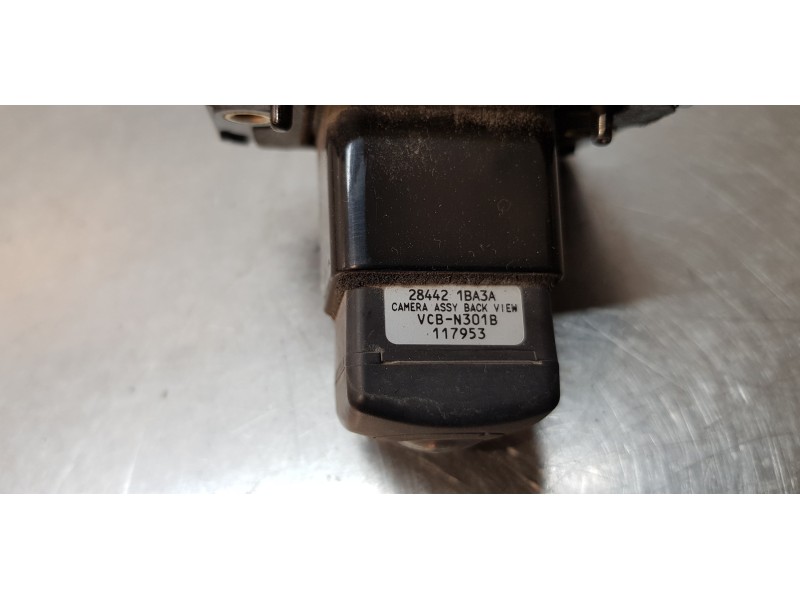 28442 1BA3A
CAMERA ASSY BACK VIEW
VCB-N301B
117953